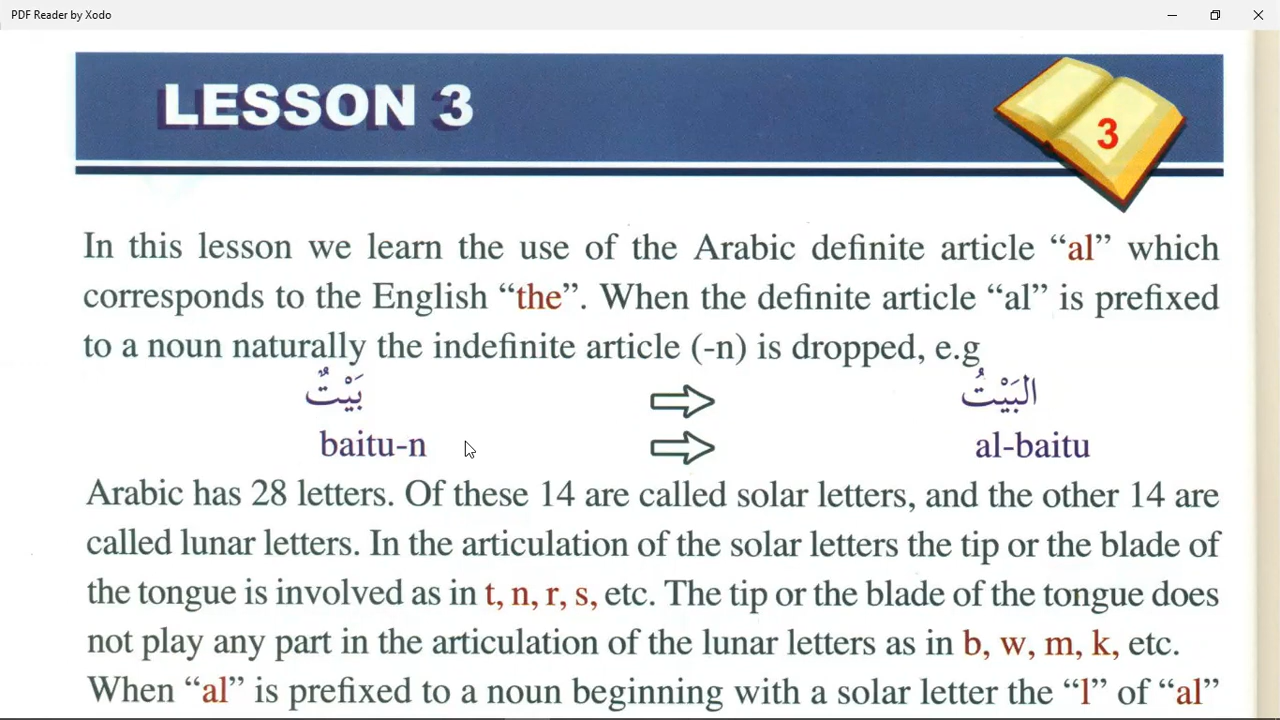 PDF Reader by Xodo
LESSON 3
3
In this lesson we learn the use of the Arabic definite article “al” which
corresponds to the English “the”. When the definite article “al” is prefixed
to a noun naturally the indefinite article (-n) is dropped, e.g
بَيْتٌ ⇨ البَيْتُ
baitu-n ⇨ al-baitu
Arabic has 28 letters. Of these 14 are called solar letters, and the other 14 are
called lunar letters. In the articulation of the solar letters the tip or the blade of
the tongue is involved as in t, n, r, s, etc. The tip or the blade of the tongue does
not play any part in the articulation of the lunar letters as in b, w, m, k, etc.
When “al” is prefixed to a noun beginning with a solar letter the “l” of “al”